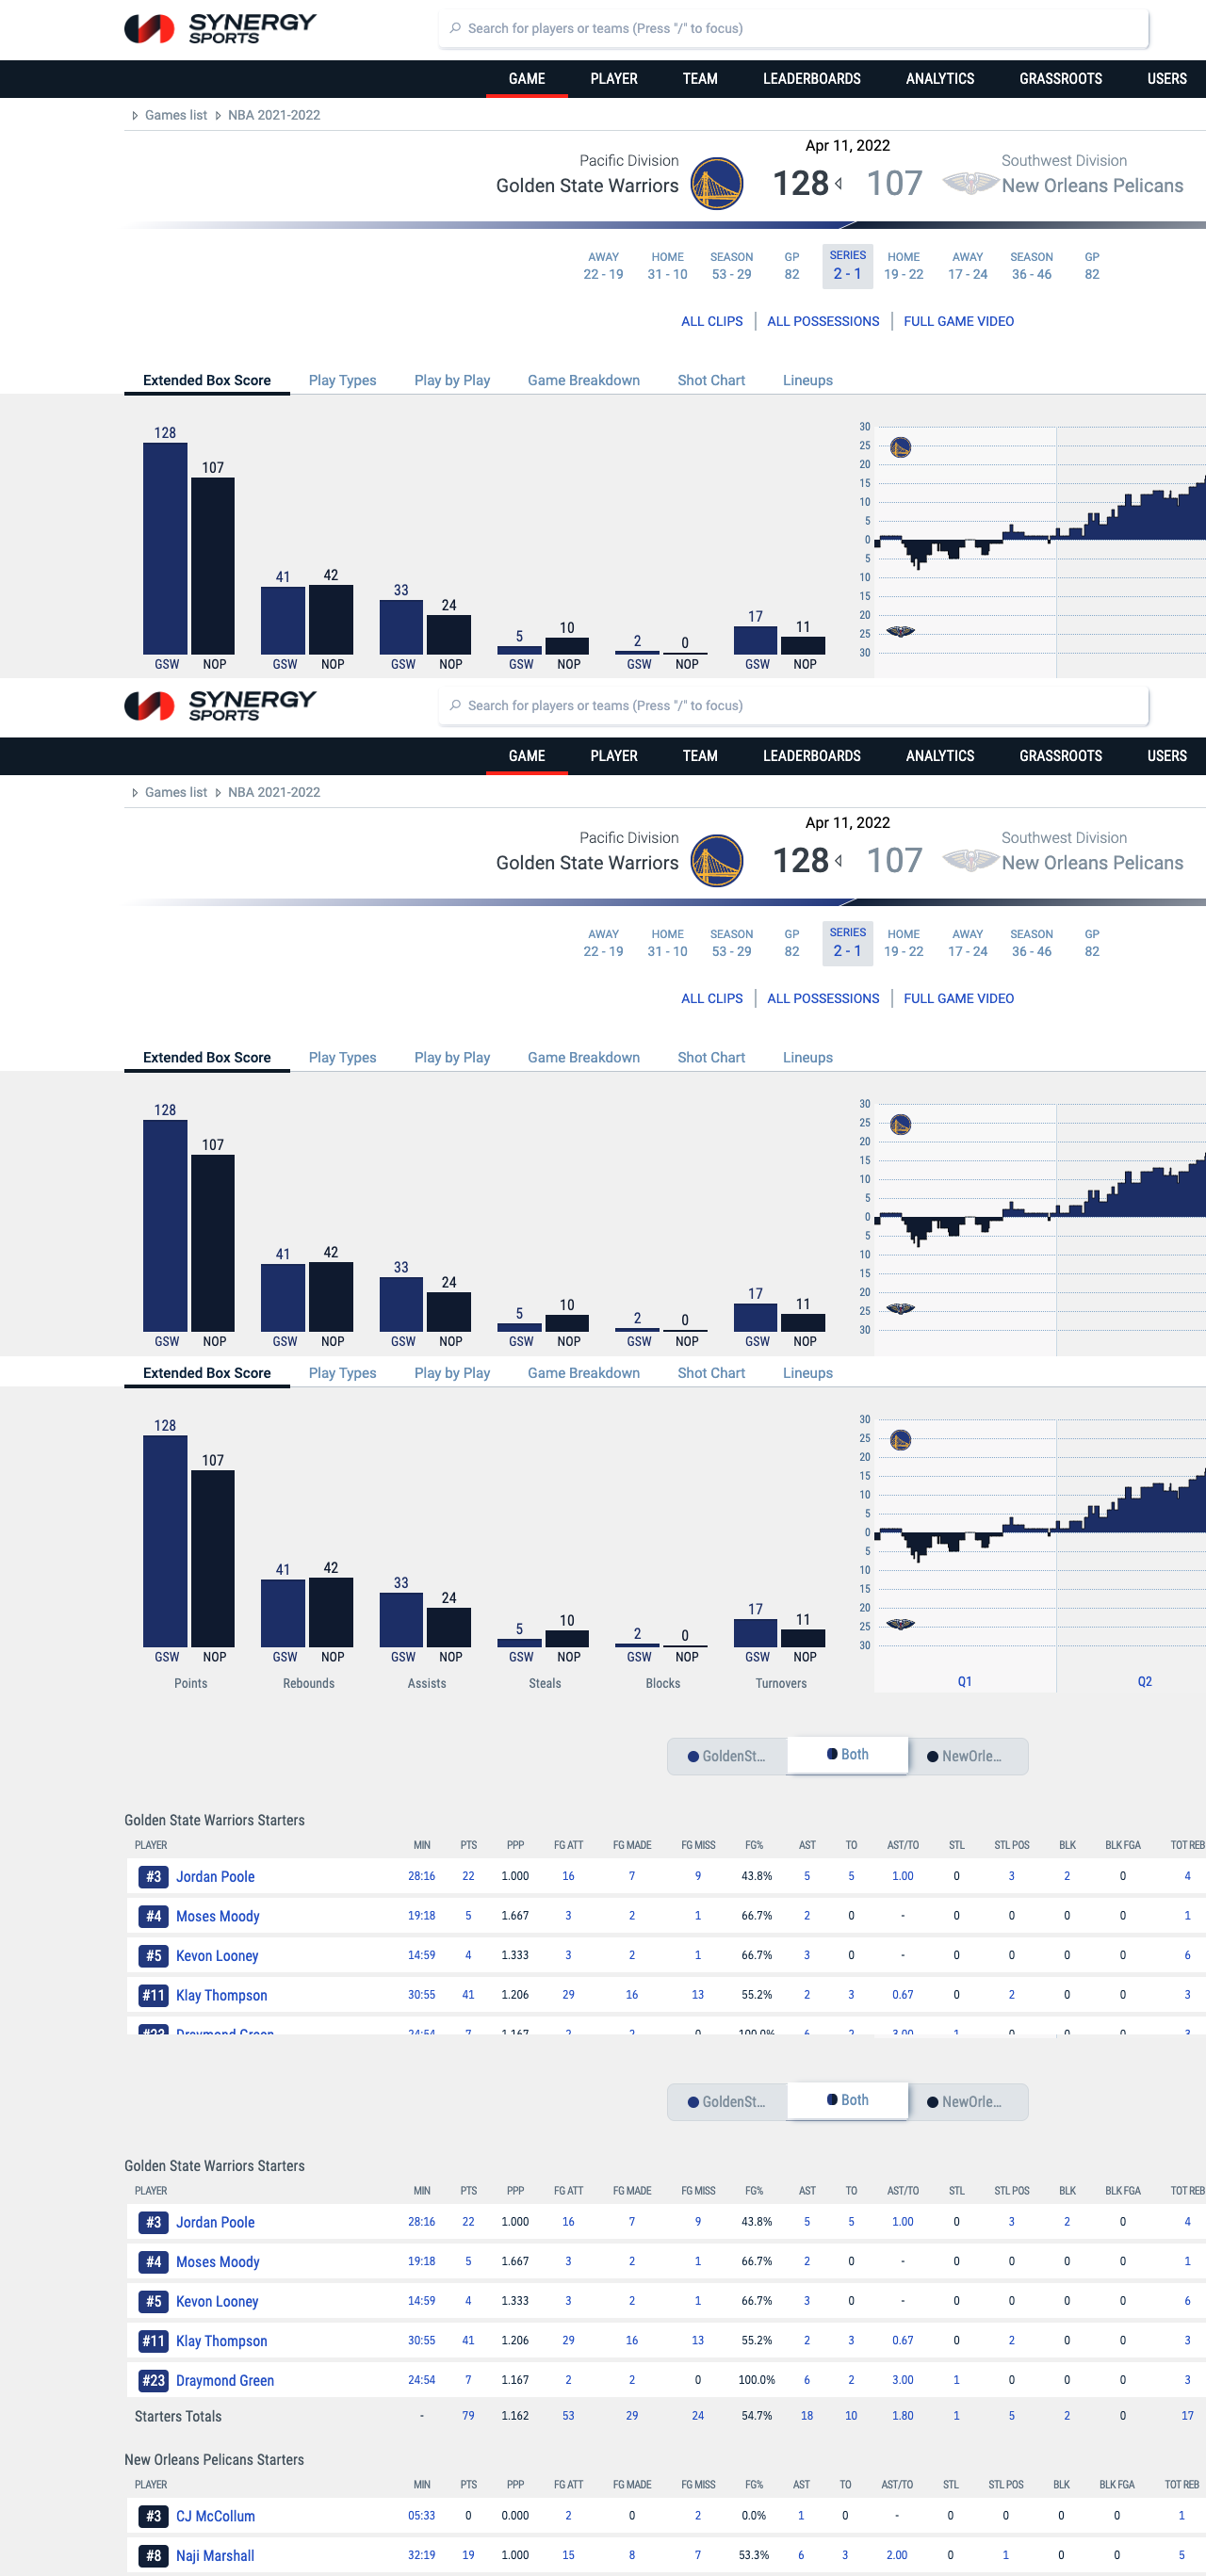 SYNERGY
SPORTS
Search for players or teams (Press "/" to focus)
GAME PLAYER TEAM LEADERBOARDS ANALYTICS GRASSROOTS USERS
Games list NBA 2021-2022
Apr 11, 2022
Pacific Division Southwest Division
Golden State Warriors 128 107 New Orleans Pelicans
AWAY HOME SEASON GP SERIES HOME AWAY SEASON GP
22 - 19 31 - 10 53 - 29 82 2 - 1 19 - 22 17 - 24 36 - 46 82
ALL CLIPS ALL POSSESSIONS FULL GAME VIDEO
Extended Box Score Play Types Play by Play Game Breakdown Shot Chart Lineups
128 107 41 42 33 24 5 10 2 0 17 11
GSW NOP GSW NOP GSW NOP GSW NOP GSW NOP GSW NOP
30
25
20
15
10
5
0
5
10
15
20
25
30
SYNERGY
SPORTS
Search for players or teams (Press "/" to focus)
GAME PLAYER TEAM LEADERBOARDS ANALYTICS GRASSROOTS USERS
Games list NBA 2021-2022
Apr 11, 2022
Pacific Division Southwest Division
Golden State Warriors 128 107 New Orleans Pelicans
AWAY HOME SEASON GP SERIES HOME AWAY SEASON GP
22 - 19 31 - 10 53 - 29 82 2 - 1 19 - 22 17 - 24 36 - 46 82
ALL CLIPS ALL POSSESSIONS FULL GAME VIDEO
Extended Box Score Play Types Play by Play Game Breakdown Shot Chart Lineups
128 107 41 42 33 24 5 10 2 0 17 11
GSW NOP GSW NOP GSW NOP GSW NOP GSW NOP GSW NOP
30
25
20
15
10
5
0
5
10
15
20
25
30
Extended Box Score Play Types Play by Play Game Breakdown Shot Chart Lineups
128 107 41 42 33 24 5 10 2 0 17 11
GSW NOP GSW NOP GSW NOP GSW NOP GSW NOP GSW NOP
Points Rebounds Assists Steals Blocks Turnovers
30
25
20
15
10
5
0
5
10
15
20
25
30
Q1 Q2
GoldenSt... Both NewOrle...
Golden State Warriors Starters
PLAYER MIN PTS PPP FG ATT FG MADE FG MISS FG% AST TO AST/TO STL STL POS BLK BLK FGA TOT REB
#3 Jordan Poole 28:16 22 1.000 16 7 9 43.8% 5 5 1.00 0 3 2 0 4
#4 Moses Moody 19:18 5 1.667 3 2 1 66.7% 2 0 - 0 0 0 0 1
#5 Kevon Looney 14:59 4 1.333 3 2 1 66.7% 3 0 - 0 0 0 0 6
#11 Klay Thompson 30:55 41 1.206 29 16 13 55.2% 2 3 0.67 0 2 0 0 3
#23 Draymond Green 24:54 7 1.167 2 2 0 100.0% 6 2 3.00 1 0 0 0 3
GoldenSt... Both NewOrle...
Golden State Warriors Starters
PLAYER MIN PTS PPP FG ATT FG MADE FG MISS FG% AST TO AST/TO STL STL POS BLK BLK FGA TOT REB
#3 Jordan Poole 28:16 22 1.000 16 7 9 43.8% 5 5 1.00 0 3 2 0 4
#4 Moses Moody 19:18 5 1.667 3 2 1 66.7% 2 0 - 0 0 0 0 1
#5 Kevon Looney 14:59 4 1.333 3 2 1 66.7% 3 0 - 0 0 0 0 6
#11 Klay Thompson 30:55 41 1.206 29 16 13 55.2% 2 3 0.67 0 2 0 0 3
#23 Draymond Green 24:54 7 1.167 2 2 0 100.0% 6 2 3.00 1 0 0 0 3
Starters Totals - 79 1.162 53 29 24 54.7% 18 10 1.80 1 5 2 0 17
New Orleans Pelicans Starters
PLAYER MIN PTS PPP FG ATT FG MADE FG MISS FG% AST TO AST/TO STL STL POS BLK BLK FGA TOT REB
#3 CJ McCollum 05:33 0 0.000 2 0 2 0.0% 1 0 - 0 0 0 0 1
#8 Naji Marshall 32:19 19 1.000 15 8 7 53.3% 6 3 2.00 0 1 0 0 5